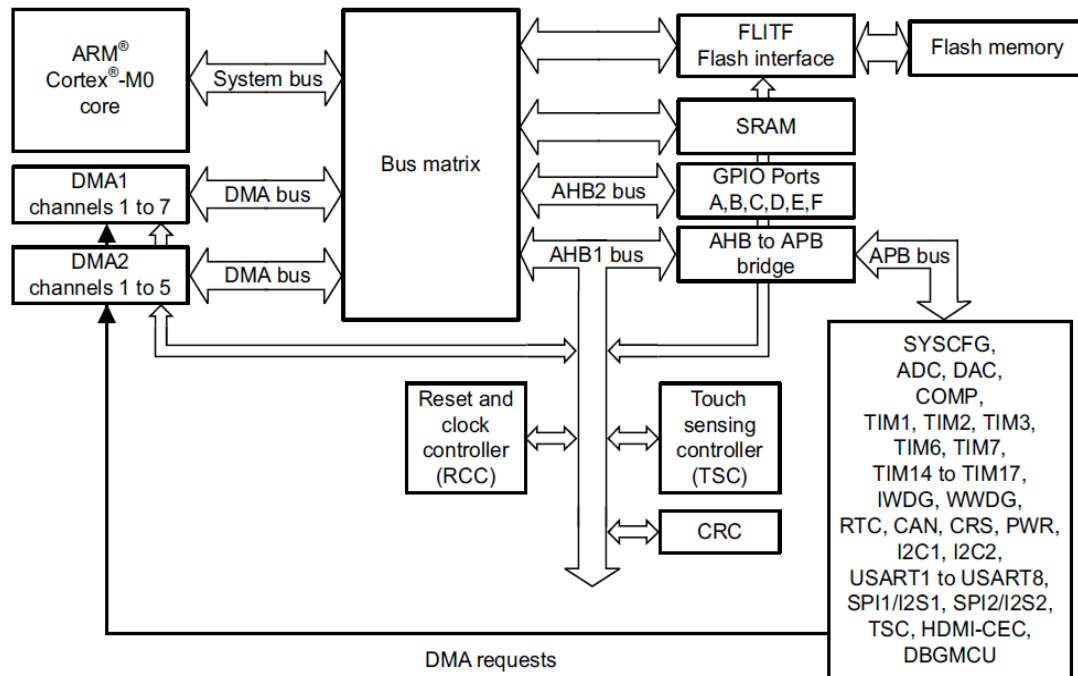 ARM®
Cortex®-M0
core
System bus
DMA1
channels 1 to 7
DMA bus
DMA2
channels 1 to 5
DMA bus
Bus matrix
FLITF
Flash interface
Flash memory
SRAM
AHB2 bus
GPIO Ports
A,B,C,D,E,F
AHB1 bus
AHB to APB
bridge
APB bus
Reset and
clock
controller
(RCC)
Touch
sensing
controller
(TSC)
CRC
SYSCFG,
ADC, DAC,
COMP,
TIM1, TIM2, TIM3,
TIM6, TIM7,
TIM14 to TIM17,
IWDG, WWDG,
RTC, CAN, CRS, PWR,
I2C1, I2C2,
USART1 to USART8,
SPI1/I2S1, SPI2/I2S2,
TSC, HDMI-CEC,
DBGMCU
DMA requests